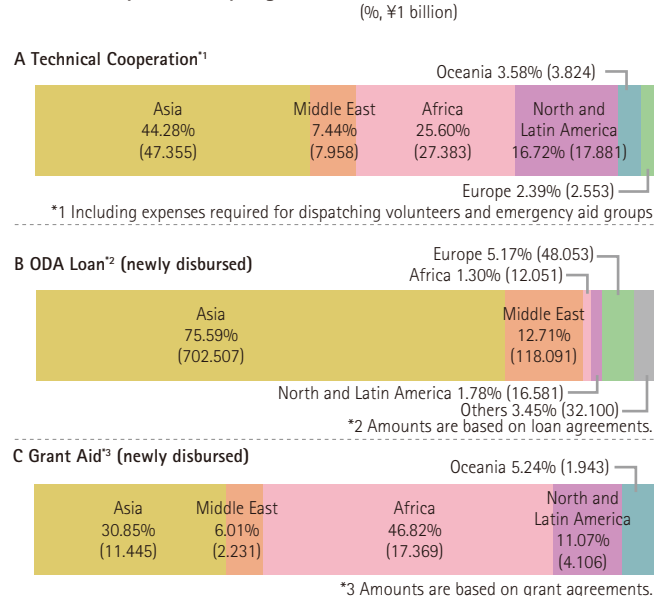 (%, ¥1 billion)
A Technical Cooperation*1
Oceania 3.58% (3.824)
Asia
44.28%
(47.355)
Middle East
7.44%
(7.958)
Africa
25.60%
(27.383)
North and
Latin America
16.72% (17.881)
Europe 2.39% (2.553)
*1 Including expenses required for dispatching volunteers and emergency aid groups
B ODA Loan*2 (newly disbursed)
Europe 5.17% (48.053)
Africa 1.30% (12.051)
Asia
75.59%
(702.507)
Middle East
12.71%
(118.091)
North and Latin America 1.78% (16.581)
Others 3.45% (32.100)
*2 Amounts are based on loan agreements.
C Grant Aid*3 (newly disbursed)
Oceania 5.24% (1.943)
Asia
30.85%
(11.445)
Middle East
6.01%
(2.231)
Africa
46.82%
(17.369)
North and
Latin America
11.07%
(4.106)
*3 Amounts are based on grant agreements.